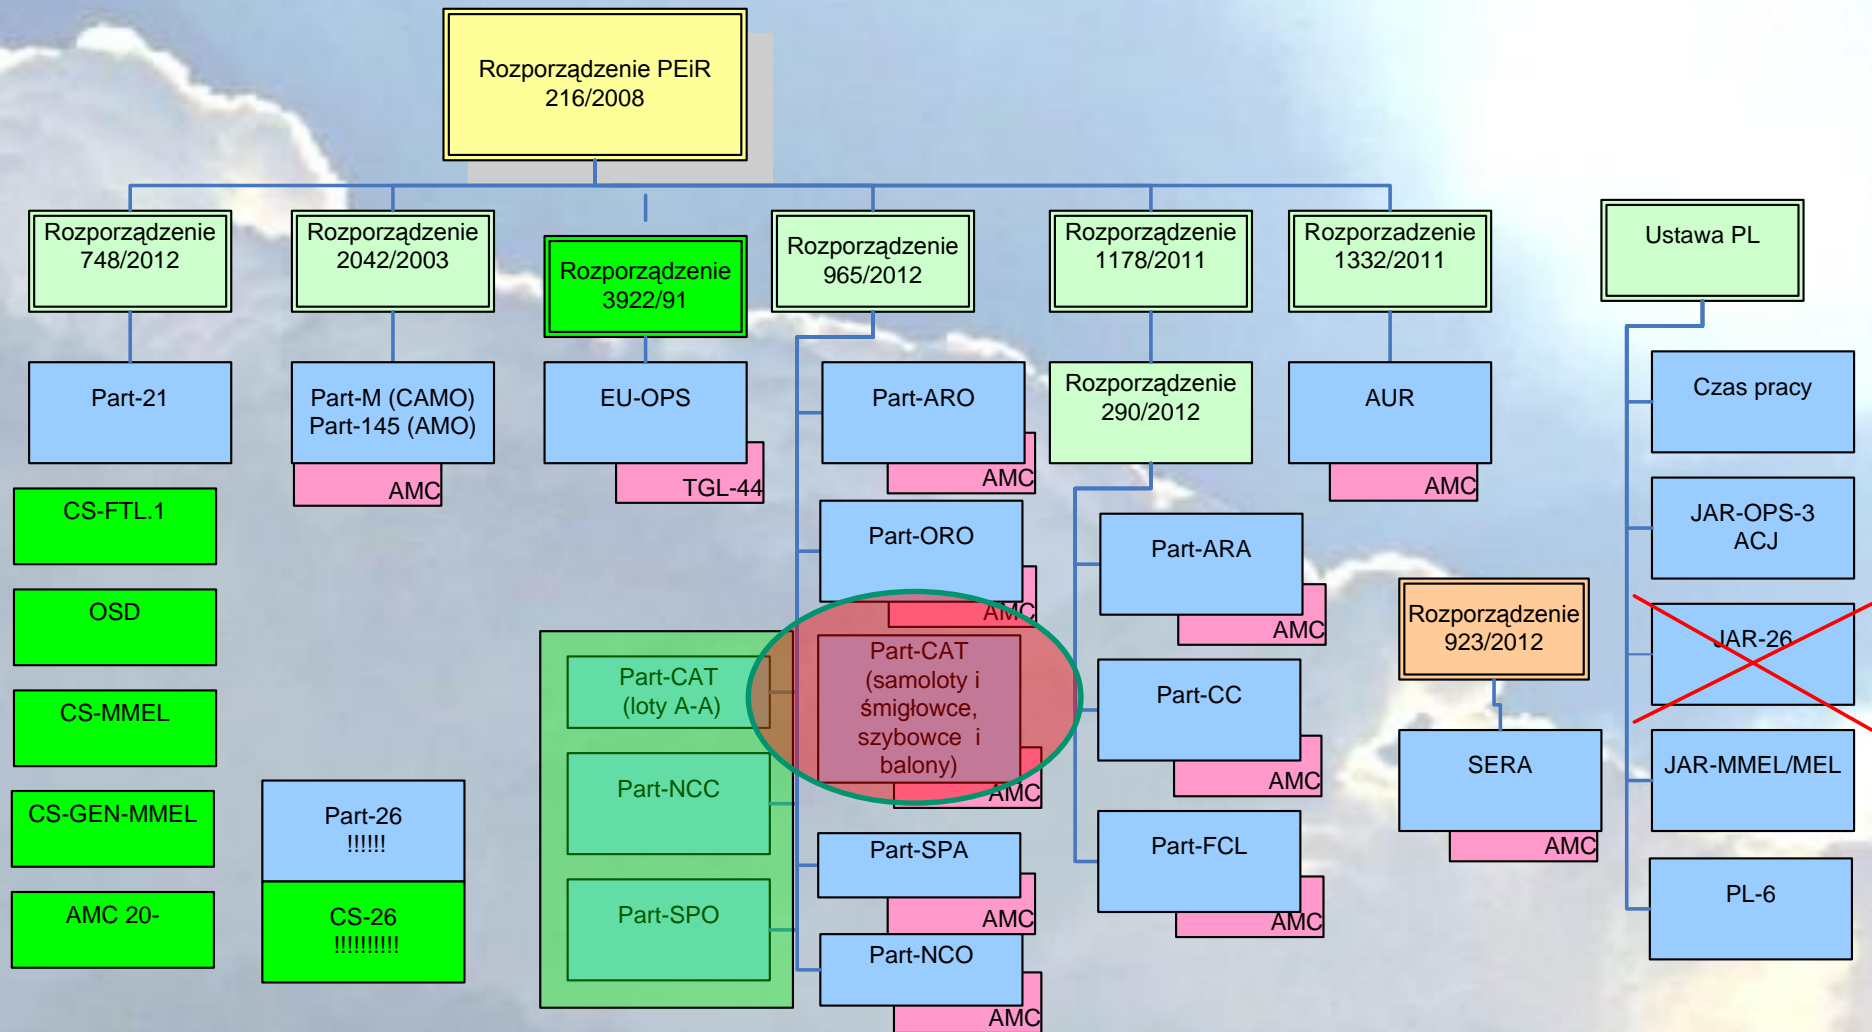 Rozporządzenie PEiR
216/2008
Rozporządzenie
748/2012
Rozporządzenie
2042/2003
Rozporządzenie
3922/91
Rozporządzenie
965/2012
Rozporządzenie
1178/2011
Rozporzadzenie
1332/2011
Ustawa PL
Part-21
Part-M (CAMO)
Part-145 (AMO)
AMC
EU-OPS
TGL-44
Part-ARO
AMC
Rozporządzenie
290/2012
AUR
AMC
Czas pracy
CS-FTL.1
OSD
CS-MMEL
CS-GEN-MMEL
AMC 20-
Part-26
!!!!!!
CS-26
!!!!!!!!!!
Part-CAT
(loty A-A)
Part-NCC
Part-SPO
Part-ORO
AMC
Part-CAT
(samoloty i
śmigłowce,
szybowce i
balony)
AMC
Part-SPA
AMC
Part-NCO
AMC
Part-ARA
AMC
Part-CC
AMC
Part-FCL
AMC
Rozporządzenie
923/2012
SERA
AMC
JAR-OPS-3
ACJ
JAR-26
JAR-MMEL/MEL
PL-6